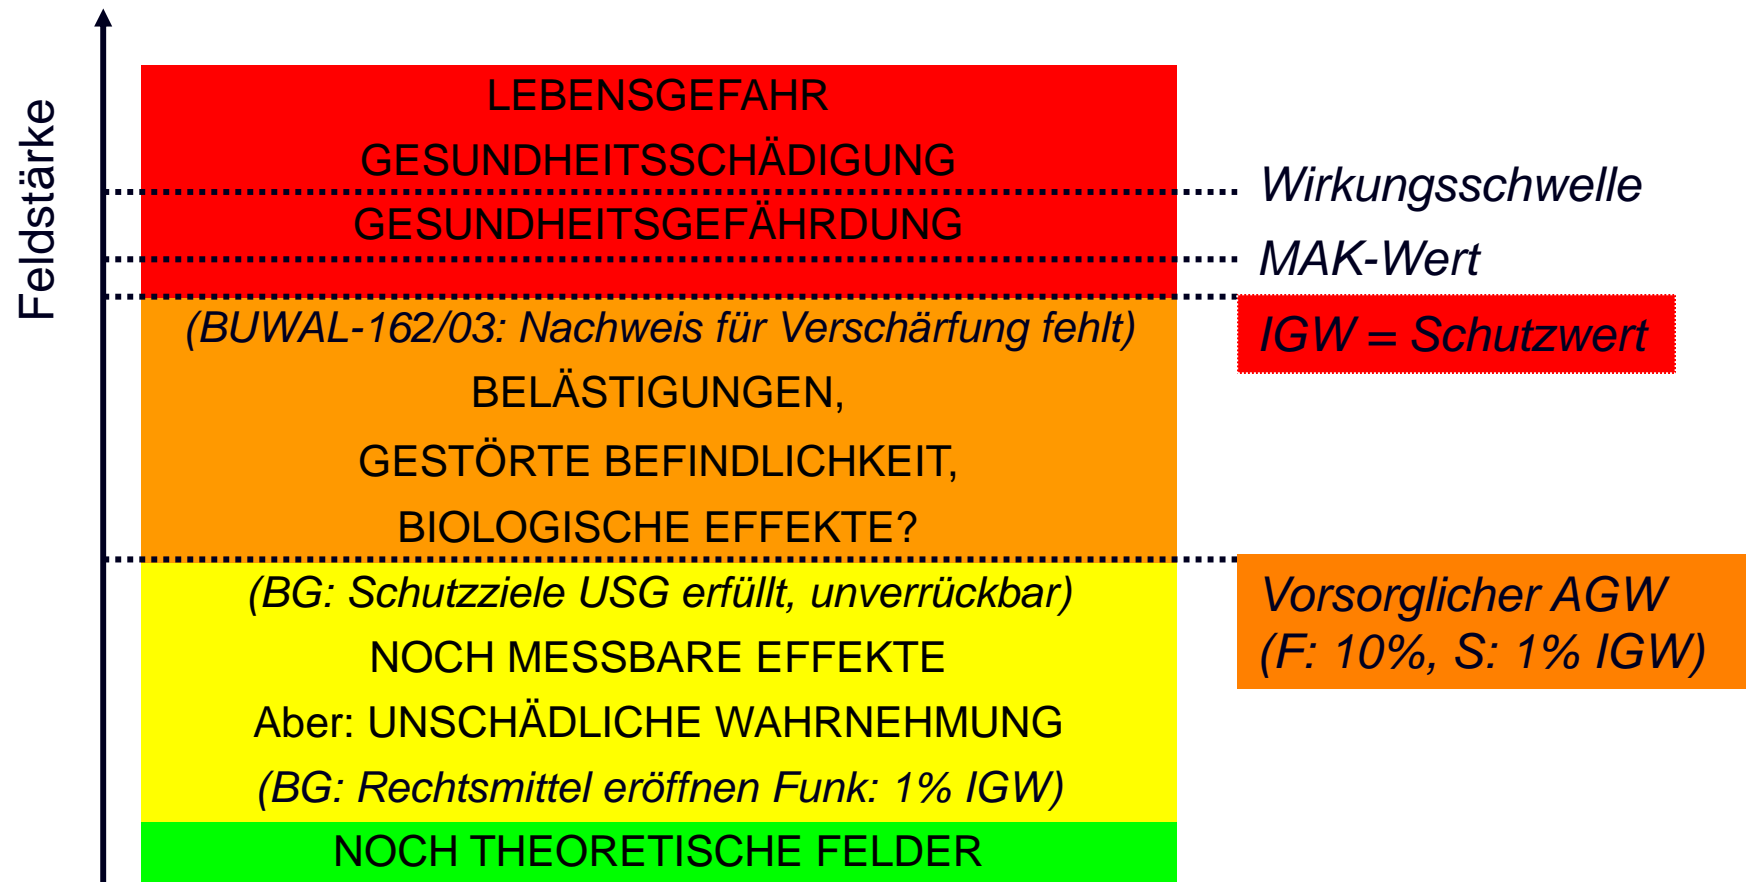 Feldstärke
LEBENSGEFAHR
GESUNDHEITSSCHÄDIGUNG
Wirkungsschwelle
GESUNDHEITSGEFÄHRDUNG
MAK-Wert
(BUWAL-162/03: Nachweis für Verschärfung fehlt)
IGW = Schutzwert
BELÄSTIGUNGEN,
GESTÖRTE BEFINDLICHKEIT,
BIOLOGISCHE EFFEKTE?
(BG: Schutzziele USG erfüllt, unverrückbar)
Vorsorglicher AGW
(F: 10%, S: 1% IGW)
NOCH MESSBARE EFFEKTE
Aber: UNSCHÄDLICHE WAHRNEHMUNG
(BG: Rechtsmittel eröffnen Funk: 1% IGW)
NOCH THEORETISCHE FELDER